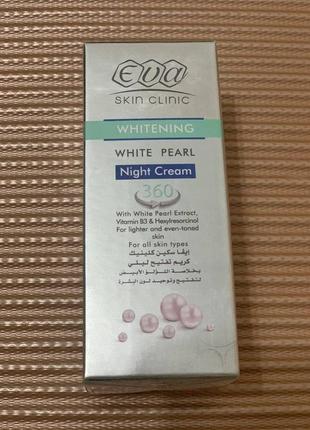 eva
SKIN CLINIC
WHITENING
WHITE PEARL
Night Cream
360
With White Pearl Extract,
Vitamin B3 & Hexylresorcinol
For lighter and even-toned
skin
For all skin types
إيڤا سكين كلينيك
كريم تفتيح ليلي
بخلاصة اللؤلؤ الأبيض
لتفتيح وتوحيد لون البشرة